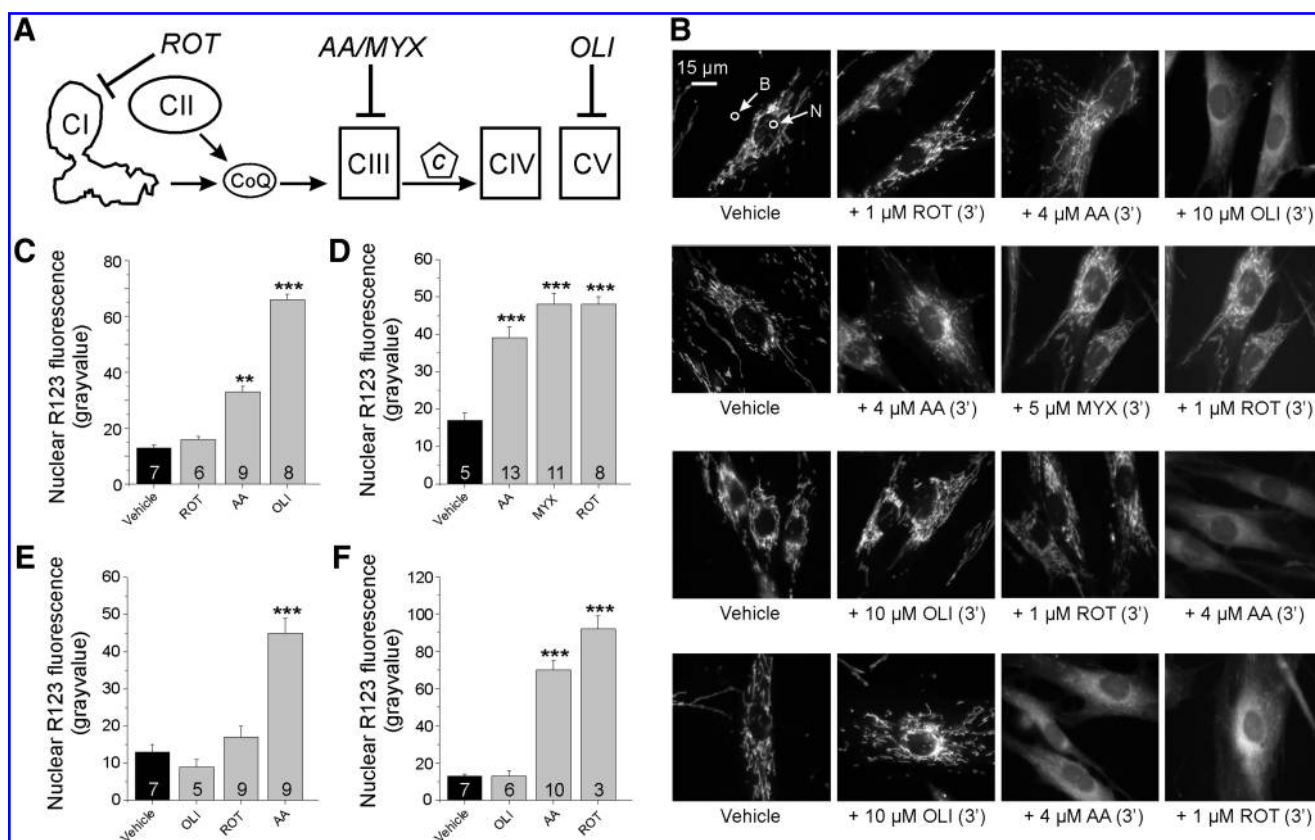 A
ROT
AA/MYX
OLI
CI
CII
CoQ
CIII
C
CIV
CV
B
15 µm
B
N
Vehicle
+ 1 µM ROT (3')
+ 4 µM AA (3')
+ 10 µM OLI (3')
Vehicle
+ 4 µM AA (3')
+ 5 µM MYX (3')
+ 1 µM ROT (3')
Vehicle
+ 10 µM OLI (3')
+ 1 µM ROT (3')
+ 4 µM AA (3')
Vehicle
+ 10 µM OLI (3')
+ 4 µM AA (3')
+ 1 µM ROT (3')
C
Nuclear R123 fluorescence
(grayvalue)
80
60
40
20
0
**
***
7
6
9
8
Vehicle
ROT
AA
OLI
D
Nuclear R123 fluorescence
(grayvalue)
60
50
40
30
20
10
0
***
***
***
5
13
11
8
Vehicle
AA
MYX
ROT
E
Nuclear R123 fluorescence
(grayvalue)
60
50
40
30
20
10
0
***
7
5
9
9
Vehicle
OLI
ROT
AA
F
Nuclear R123 fluorescence
(grayvalue)
120
100
80
60
40
20
0
***
***
7
6
10
3
Vehicle
OLI
AA
ROT